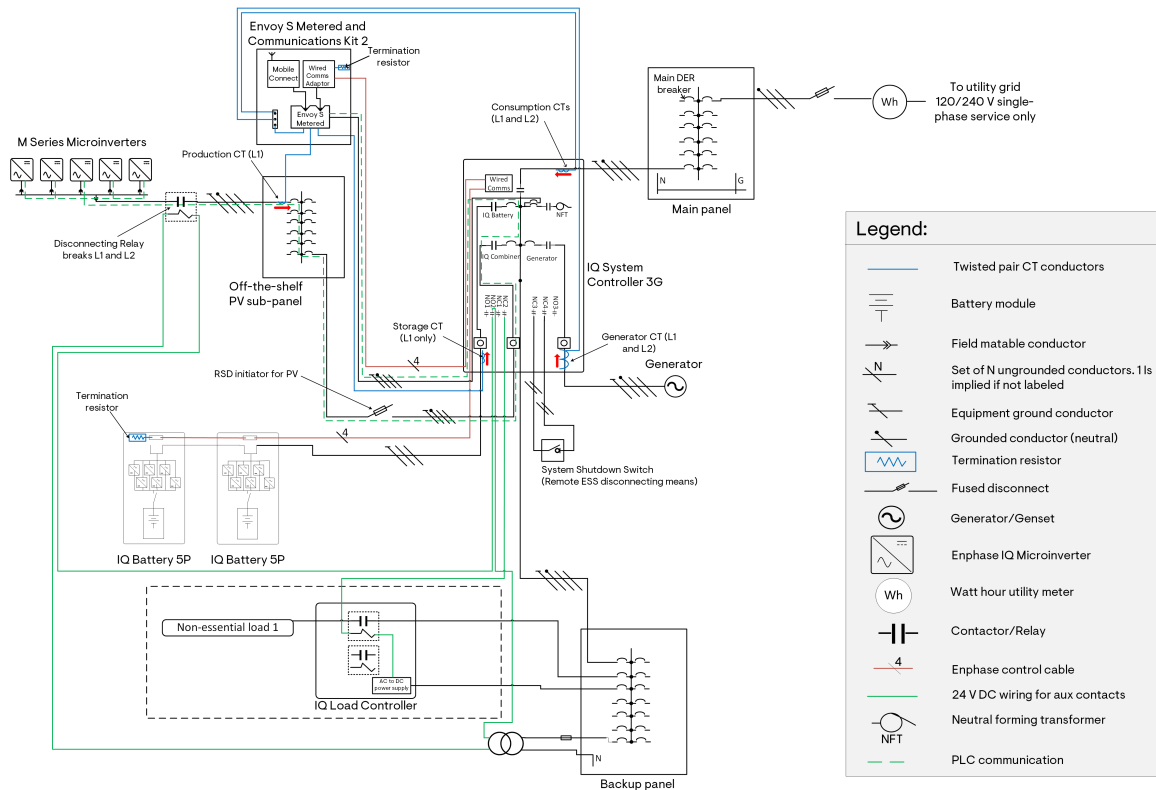 Envoy S Metered and
Communications Kit 2
Termination
resistor
Mobile
Connect
Wired
Comms
Adaptor
Envoy S
Metered
M Series Microinverters
Production CT (L1)
Disconnecting Relay
breaks L1 and L2
Off-the-shelf
PV sub-panel
Consumption CTs
(L1 and L2)
Main DER
breaker
N
G
Main panel
Wh
To utility grid
120/240 V single-
phase service only
Wired
Comms
IQ Battery
NFT
IQ Combiner
Generator
IQ System
Controller 3G
NO1
NO2
NC1
NC2
NC3
NC4
NO3
Storage CT
(L1 only)
Generator CT (L1
and L2)
Generator
4
RSD initiator for PV
Termination
resistor
4
System Shutdown Switch
(Remote ESS disconnecting means)
IQ Battery 5P
IQ Battery 5P
Non-essential load 1
AC to DC
power supply
IQ Load Controller
N
Backup panel
Legend:
Twisted pair CT conductors
Battery module
Field matable conductor
N
Set of N ungrounded conductors. 1 Is
implied if not labeled
Equipment ground conductor
Grounded conductor (neutral)
Termination resistor
Fused disconnect
Generator/Genset
Enphase IQ Microinverter
Wh
Watt hour utility meter
Contactor/Relay
4
Enphase control cable
24 V DC wiring for aux contacts
Neutral forming transformer
NFT
PLC communication